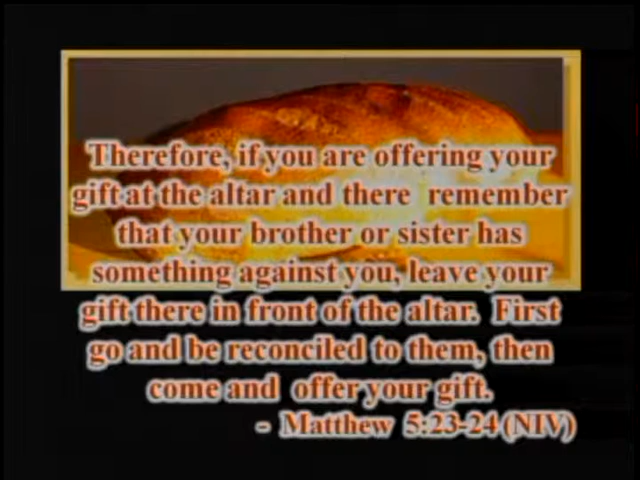 Therefore, if you are offering your
gift at the altar and there remember
that your brother or sister has
something against you, leave your
gift there in front of the altar. First
go and be reconciled to them, then
come and offer your gift.
- Matthew 5:23-24 (NIV)